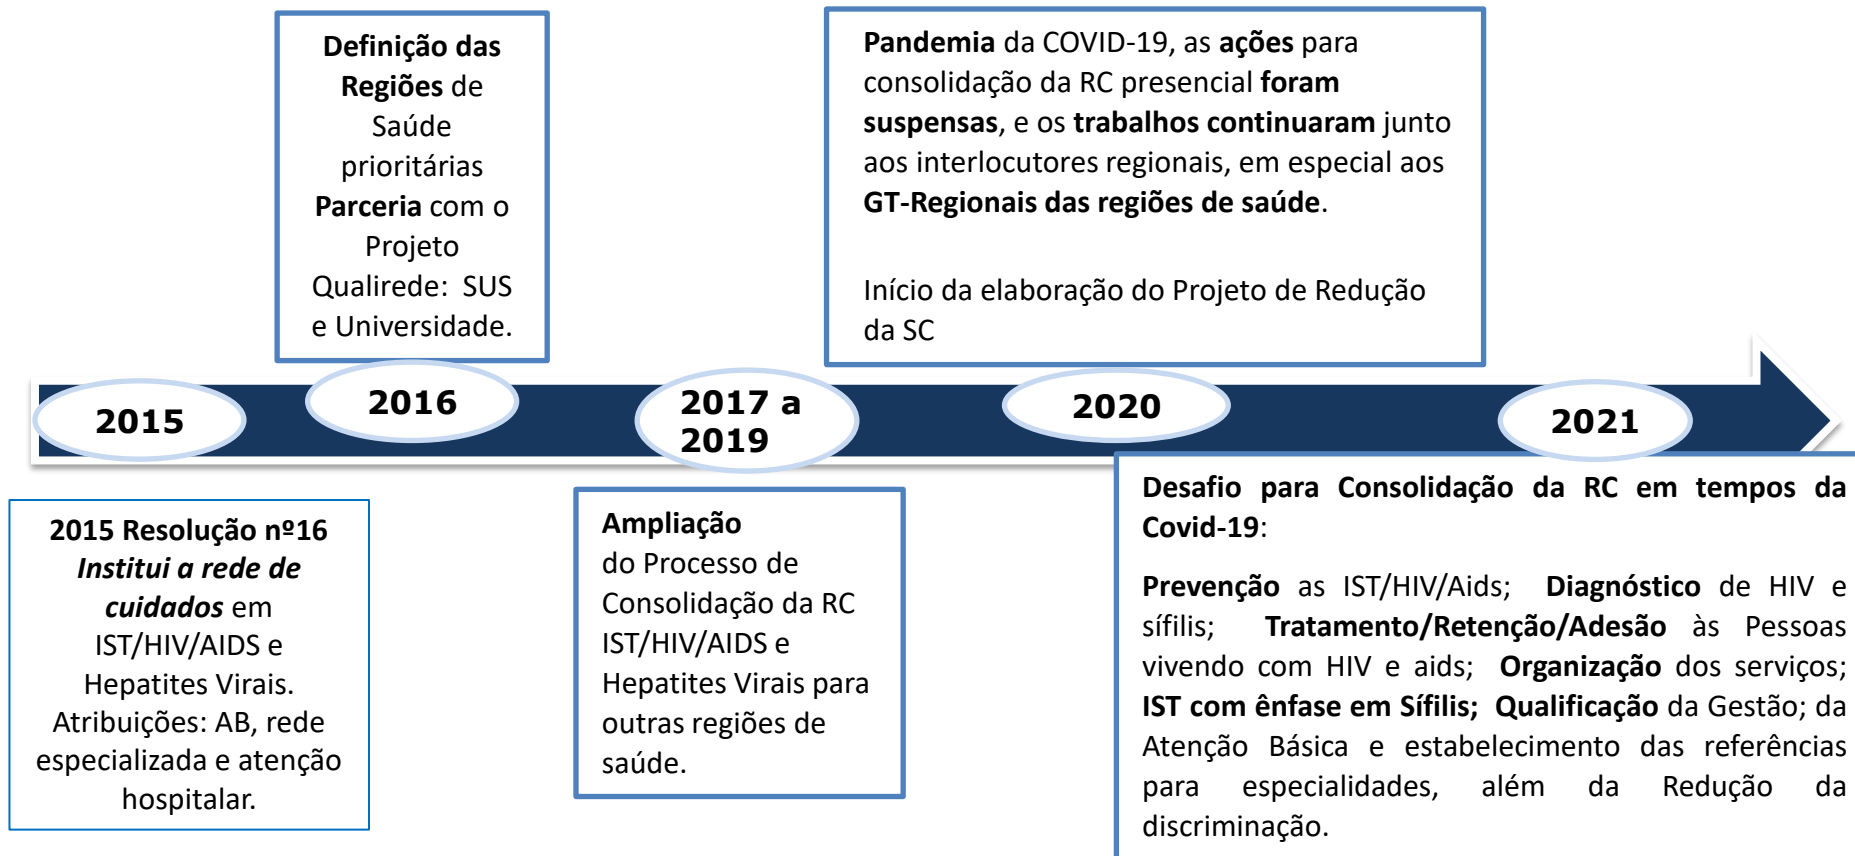 Definição das
Regiões de
Saúde
prioritárias
Parceria com o
Projeto
Qualirede: SUS
e Universidade.
Pandemia da COVID-19, as ações para
consolidação da RC presencial foram
suspensas, e os trabalhos continuaram junto
aos interlocutores regionais, em especial aos
GT-Regionais das regiões de saúde.
Início da elaboração do Projeto de Redução
da SC
2015
2016
2017 a
2019
2020
2021
2015 Resolução nº16
Institui a rede de
cuidados em
IST/HIV/AIDS e
Hepatites Virais.
Atribuições: AB, rede
especializada e atenção
hospitalar.
Ampliação
do Processo de
Consolidação da RC
IST/HIV/AIDS e
Hepatites Virais para
outras regiões de
saúde.
Desafio para Consolidação da RC em tempos da
Covid-19:
Prevenção as IST/HIV/Aids; Diagnóstico de HIV e
sífilis; Tratamento/Retenção/Adesão às Pessoas
vivendo com HIV e aids; Organização dos serviços;
IST com ênfase em Sífilis; Qualificação da Gestão; da
Atenção Básica e estabelecimento das referências
para especialidades, além da Redução da
discriminação.